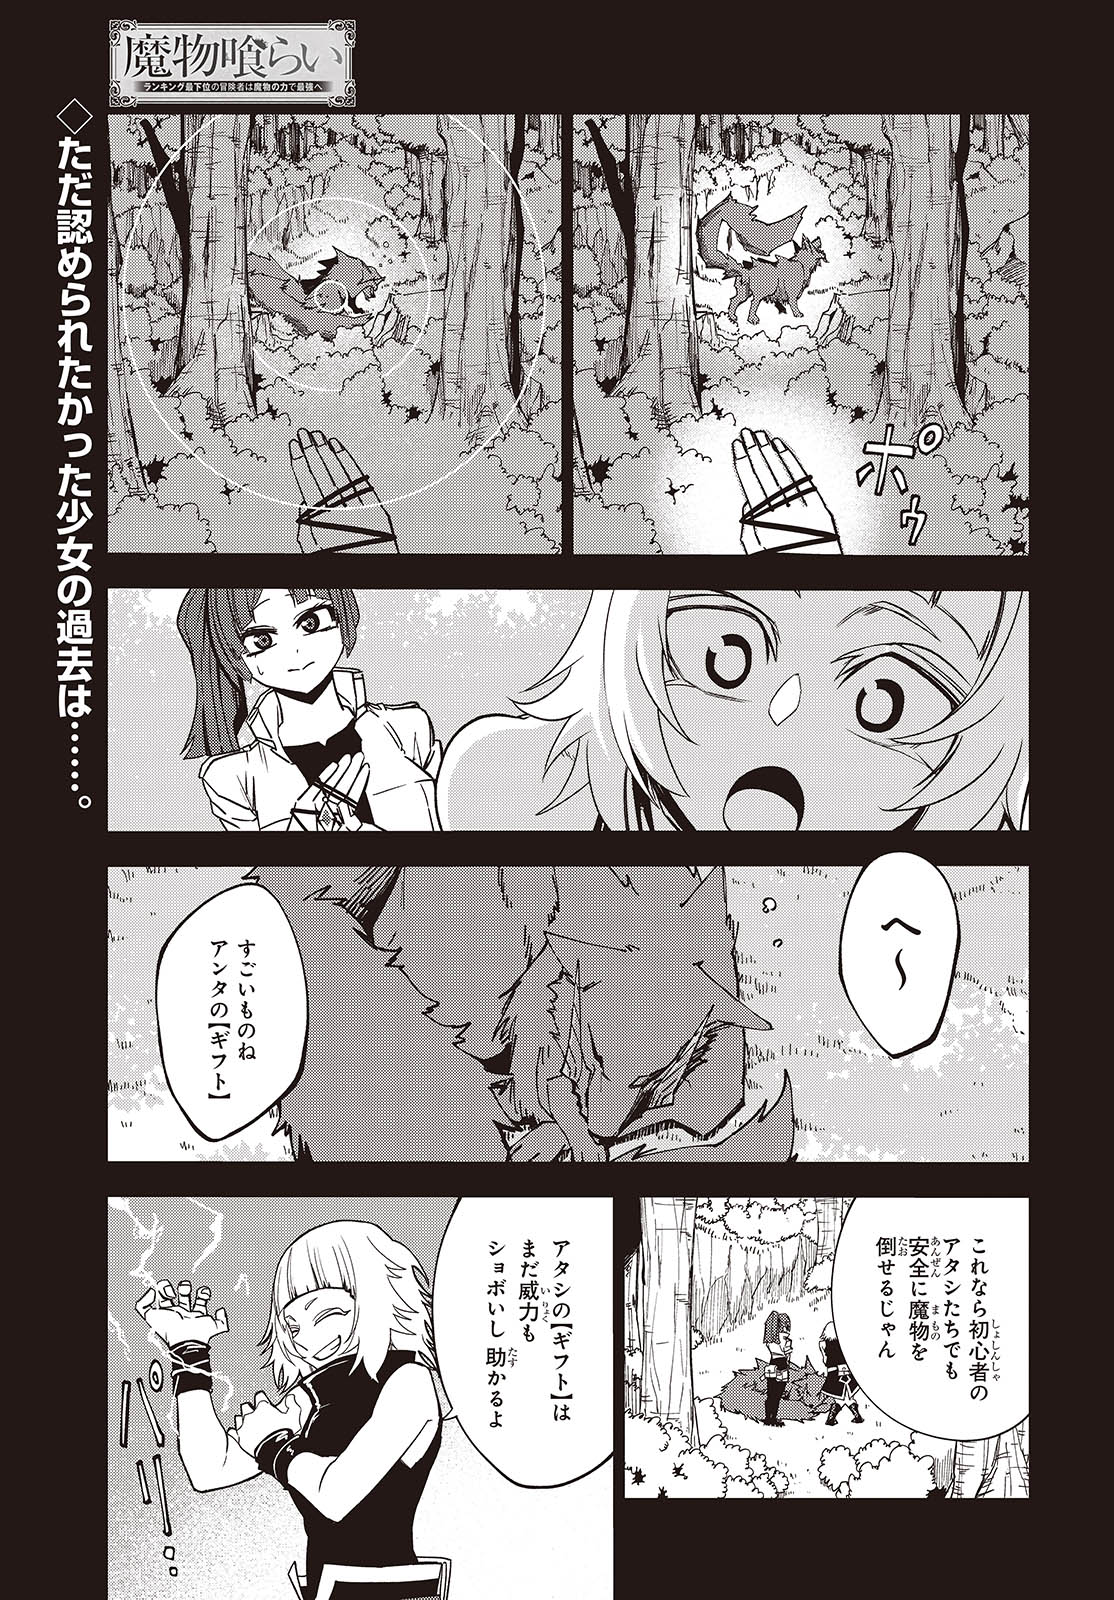 魔物喰らい
ランキング最下位の冒険者は魔物の力で最強へ
◇ただ認められたかった少女の過去は……。
ポゥ
へ〜
すごいものね
アンタの【ギフト】
これなら初心者の
アタシたちでも
安全に魔物を
倒せるじゃん
アタシの【ギフト】は
まだ威力も
ショボいし 助かるよ
パリ